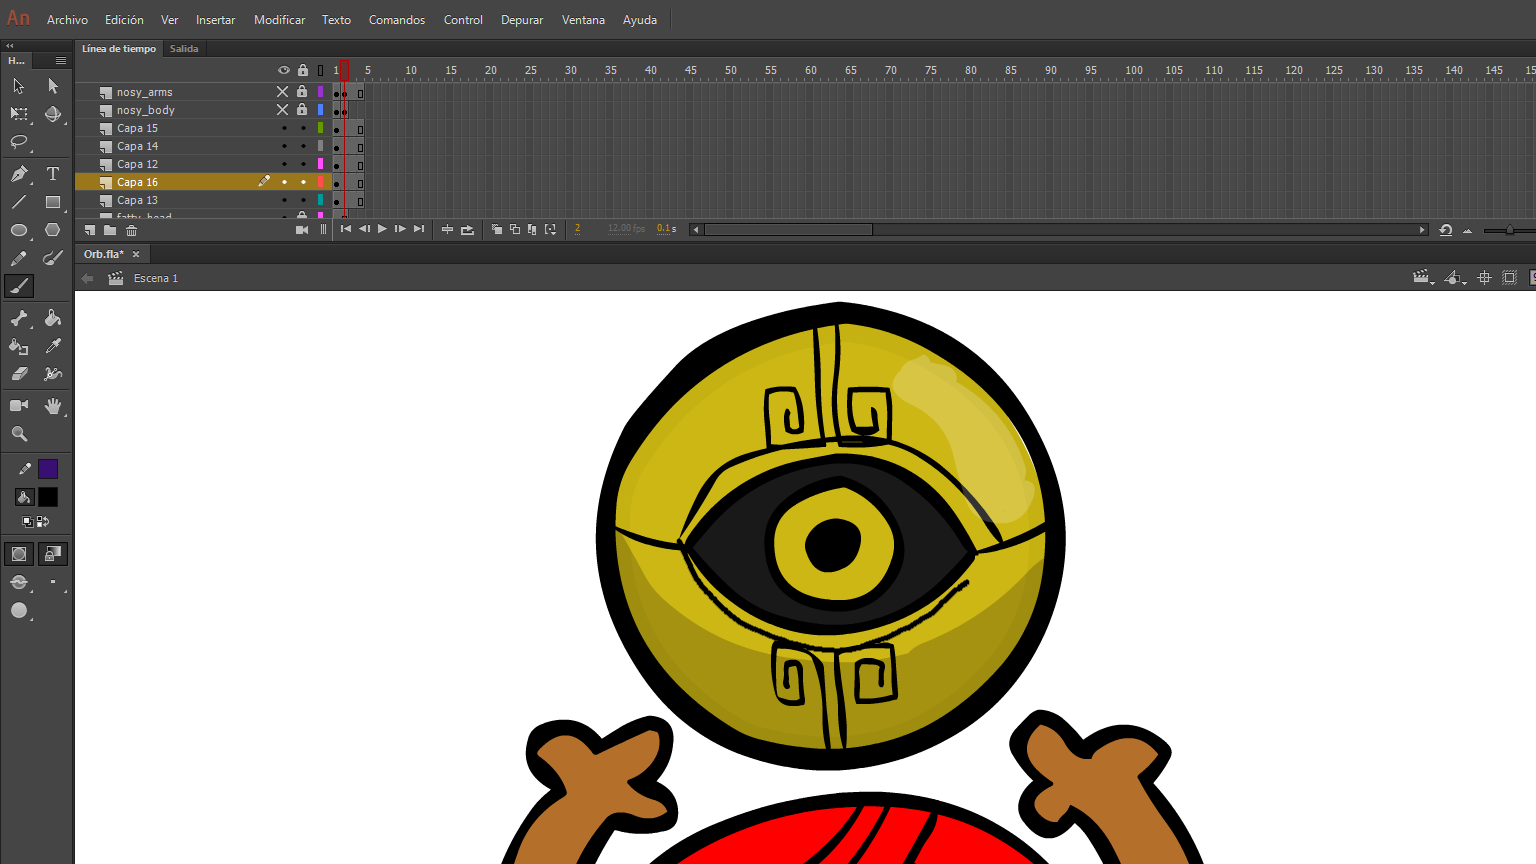 An Archivo Edición Ver Insertar Modificar Texto Comandos Control Depurar Ventana Ayuda
H... Línea de tiempo Salida
1 5 10 15 20 25 30 35 40 45 50 55 60 65 70 75 80 85 90 95 100 105 110 115 120 125 130 135 140 145
nosy_arms
nosy_body
Capa 15
Capa 14
Capa 12
Capa 16
Capa 13
fatty_head
2 12.00 fps 0.1 s
Orb.fla*
Escena 1
T